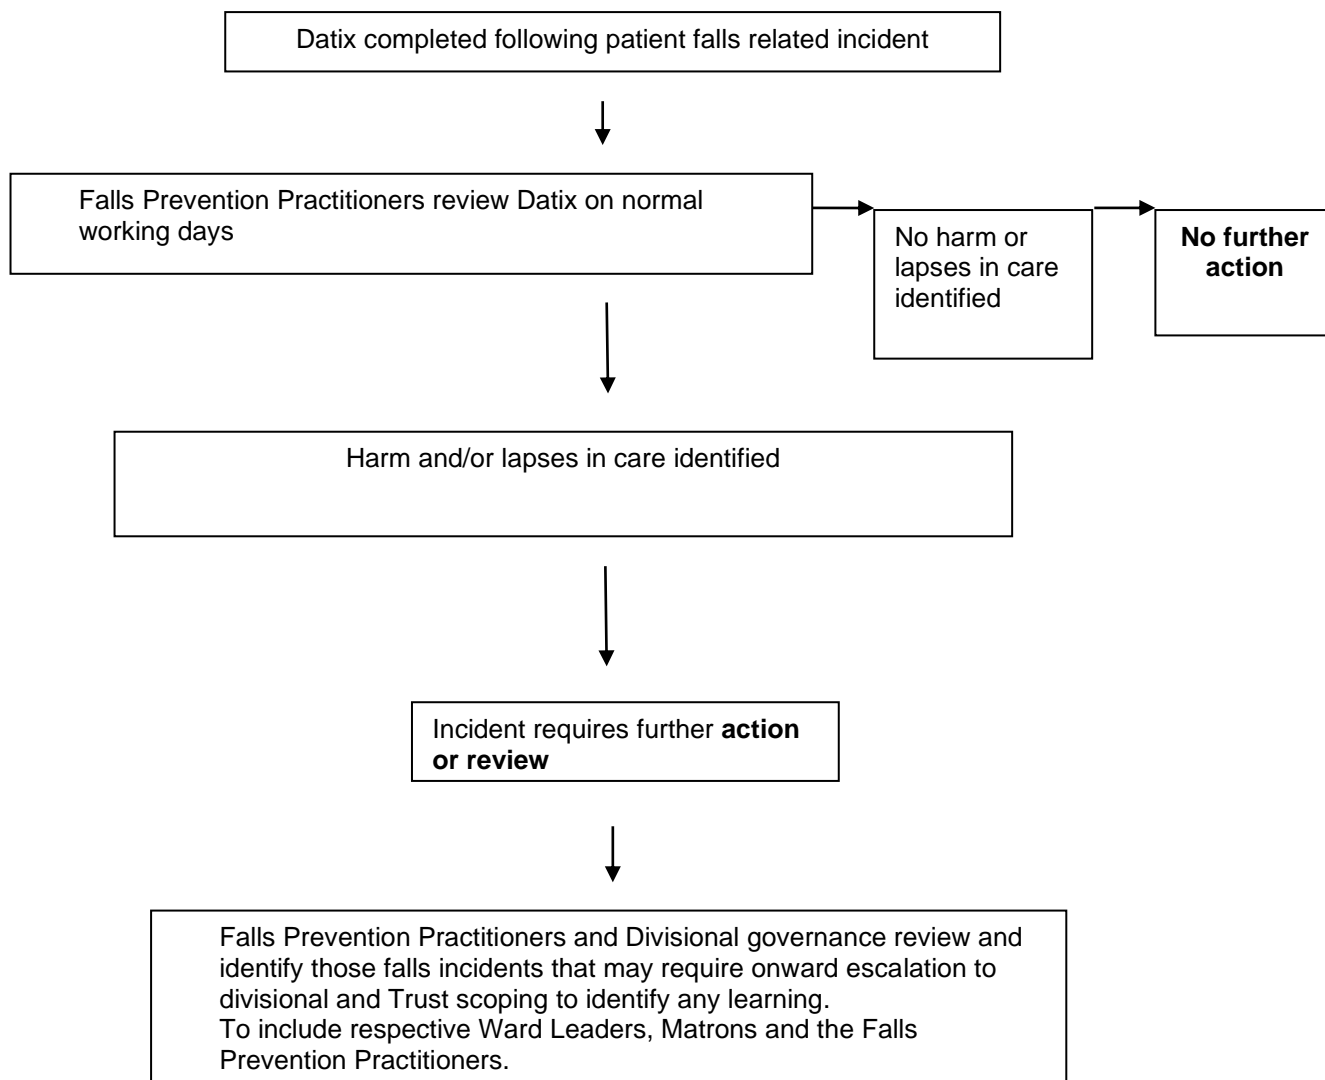 Datix completed following patient falls related incident
Falls Prevention Practitioners review Datix on normal
working days
No harm or
lapses in care
identified
No further
action
Harm and/or lapses in care identified
Incident requires further action
or review
Falls Prevention Practitioners and Divisional governance review and
identify those falls incidents that may require onward escalation to
divisional and Trust scoping to identify any learning.
To include respective Ward Leaders, Matrons and the Falls
Prevention Practitioners.